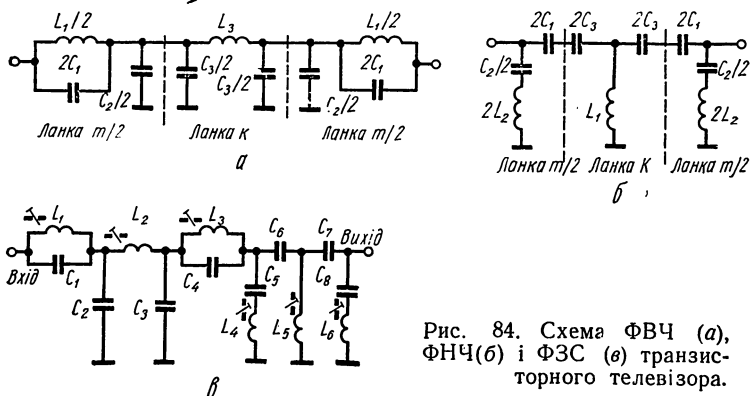 L₁/2 L₃ L₁/2
2C₁ C₃/2 2C₁
C₂/2 C₃/2 C₂/2
Ланка m/2 Ланка к Ланка m/2
а
2C₁ 2C₃ 2C₃ 2C₁
C₂/2 C₂/2
2L₂ L₁ 2L₂
Ланка m/2 Ланка К Ланка m/2
б
L₁ L₂ L₃ C₆ C₇ Вихід
Вхід C₁ C₄ C₅ C₈
C₂ C₃ L₄ L₅ L₆
в
Рис. 84. Схема ФВЧ (а),
ФНЧ(б) і ФЗС (в) транзис-
торного телевізора.